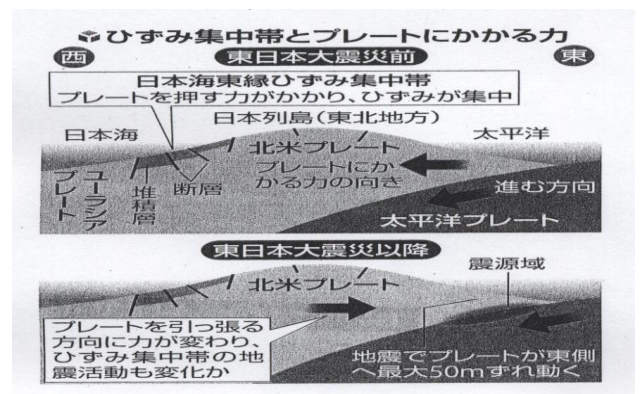 ひずみ集中帯とプレートにかかる力
西
東日本大震災前
東
日本海東縁ひずみ集中帯
プレートを押す力がかかり、ひずみが集中
日本列島(東北地方)
日本海
太平洋
北米プレート
プレートにか
かる力の向き
ユーラシア
プレート
堆積層
断層
進む方向
太平洋プレート
東日本大震災以降
震源域
北米プレート
プレートを引っ張る
方向に力が変わり、
ひずみ集中帯の地
震活動も変化か
地震でプレートが東側
へ最大50mずれ動く